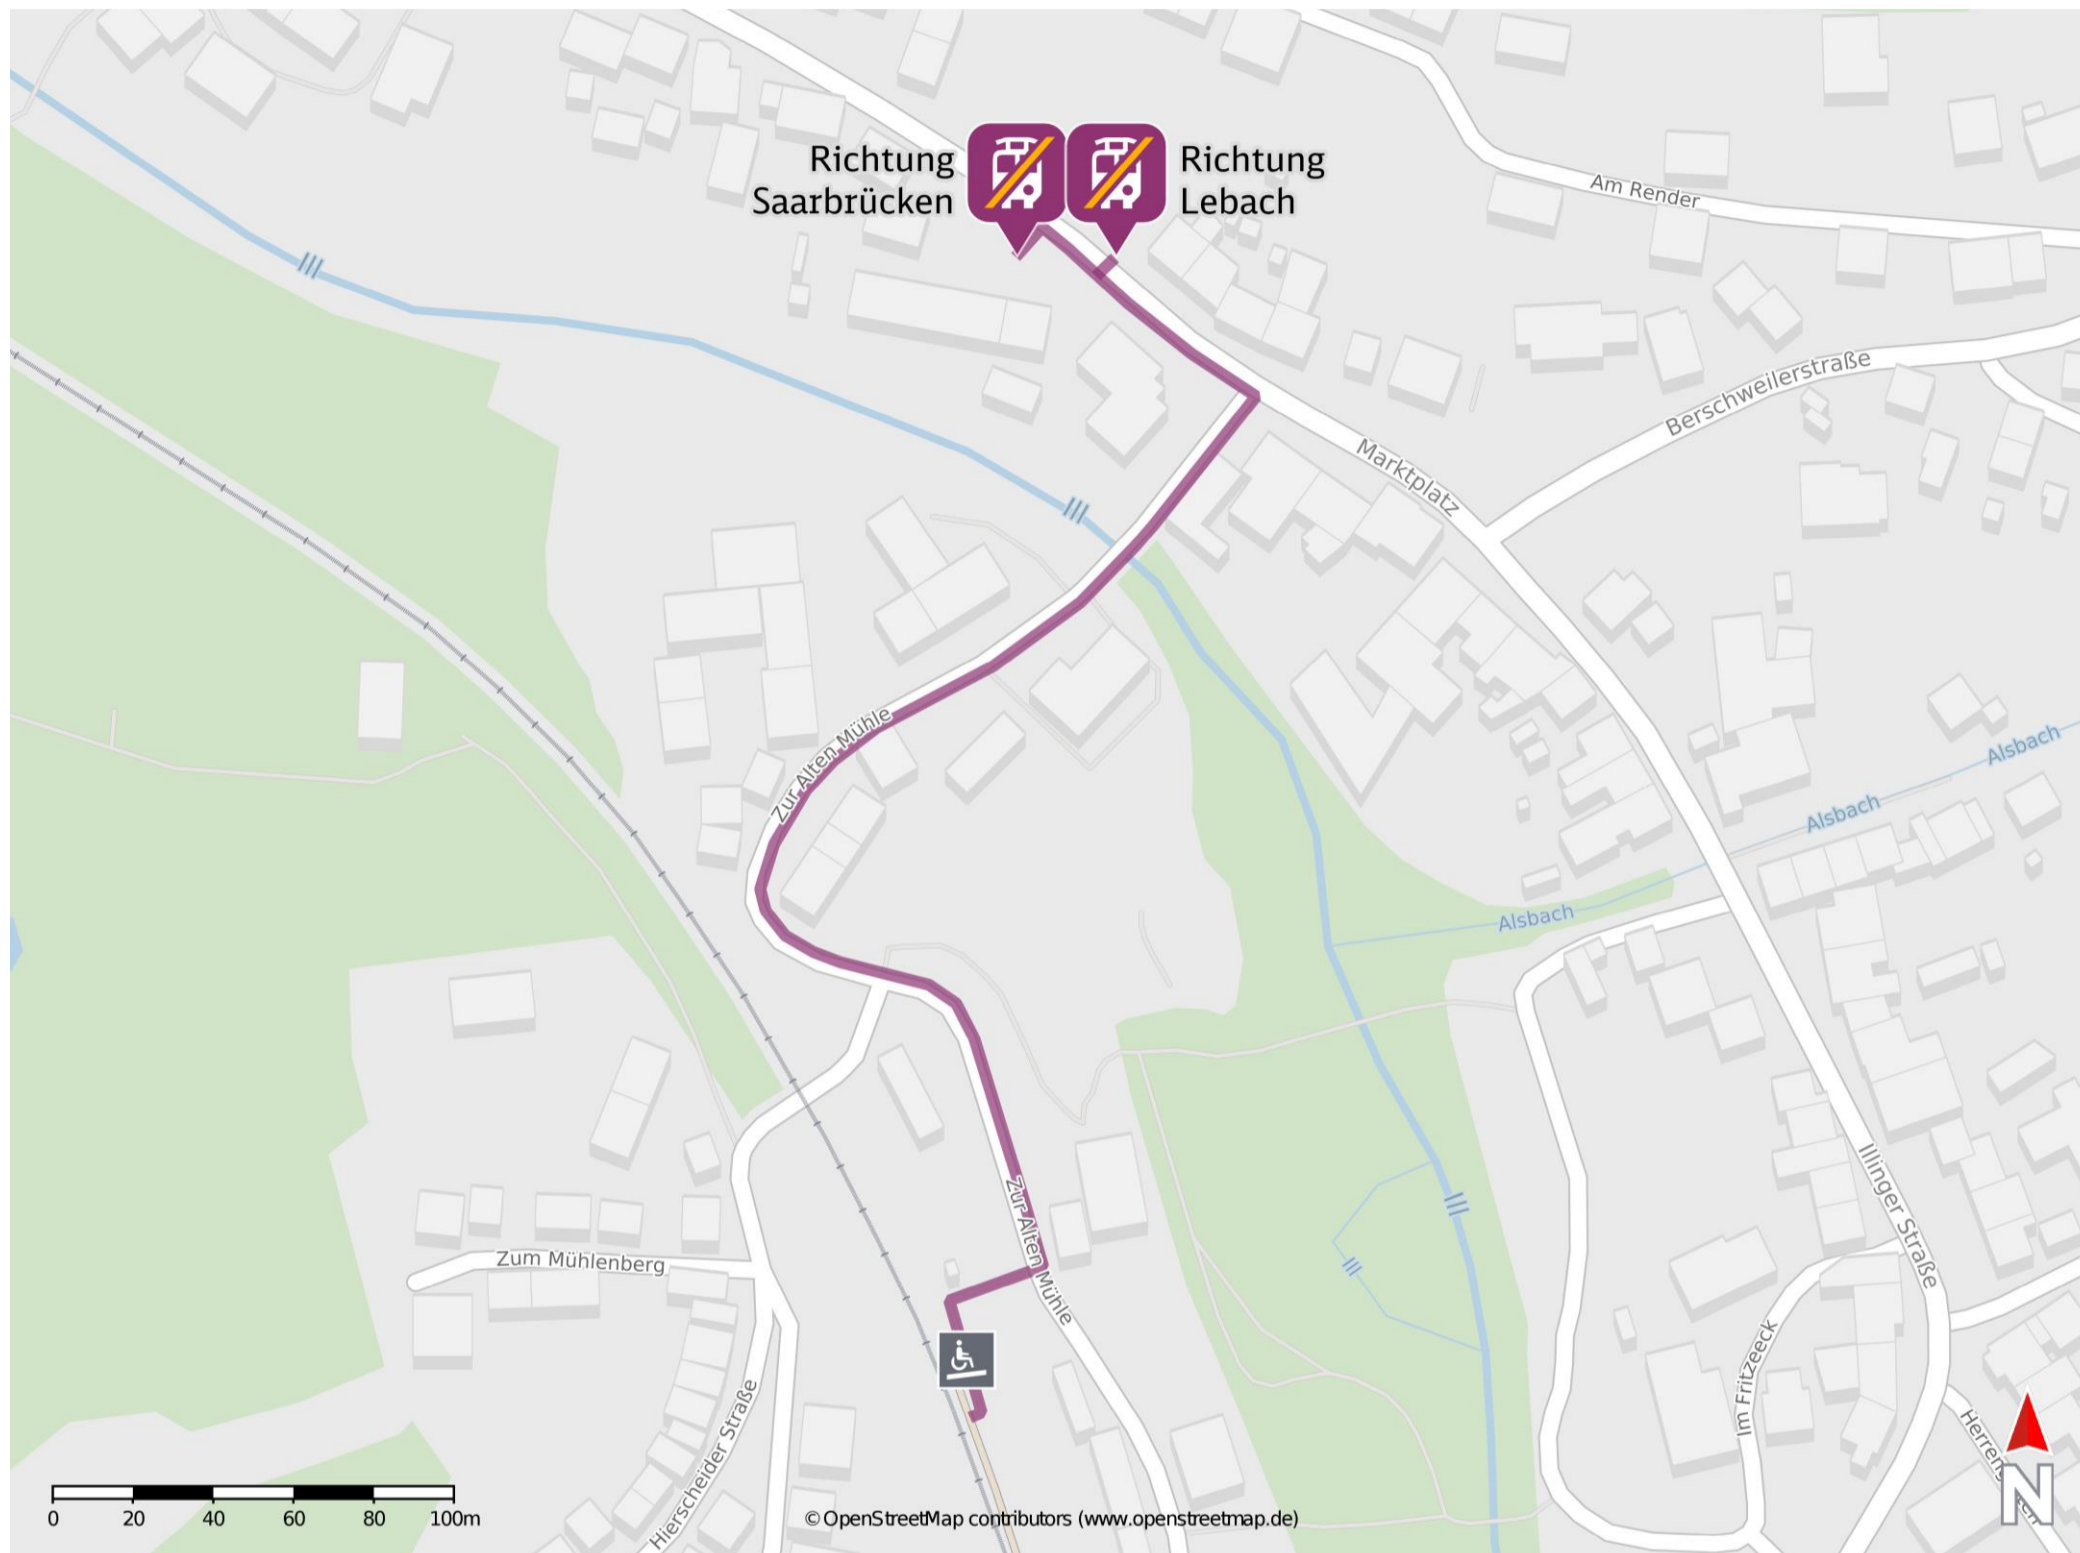 Richtung
Saarbrücken
Richtung
Lebach
Am Render
Berschweilerstraße
Marktplatz
Zur Alten Mühle
Alsbach
Alsbach
Alsbach
Zur Alten Mühle
Zum Mühlenberg
Illinger Straße
Im Fritzeeck
Hierscheider Straße
N
0 20 40 60 80 100m
© OpenStreetMap contributors (www.openstreetmap.de)